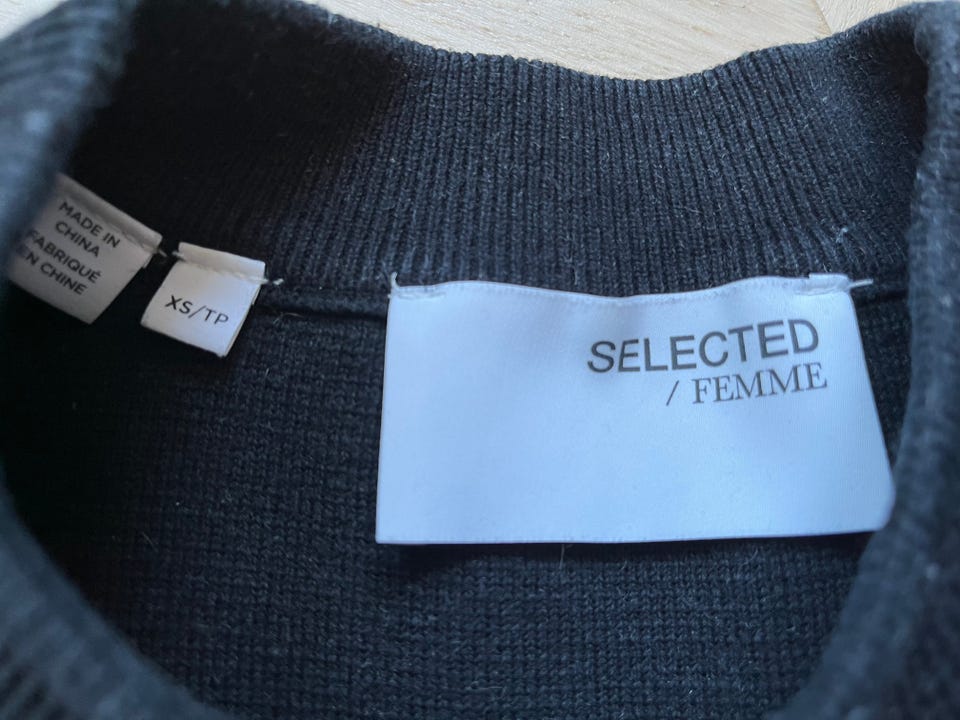 MADE IN
CHINA
FABRIQUÉ
EN CHINE
XS/TP
SELECTED
/ FEMME